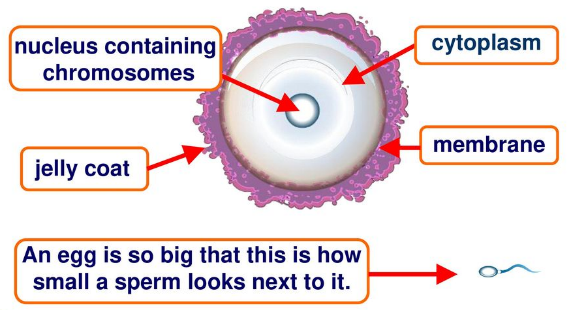 nucleus containing
chromosomes
cytoplasm
membrane
jelly coat
An egg is so big that this is how
small a sperm looks next to it.